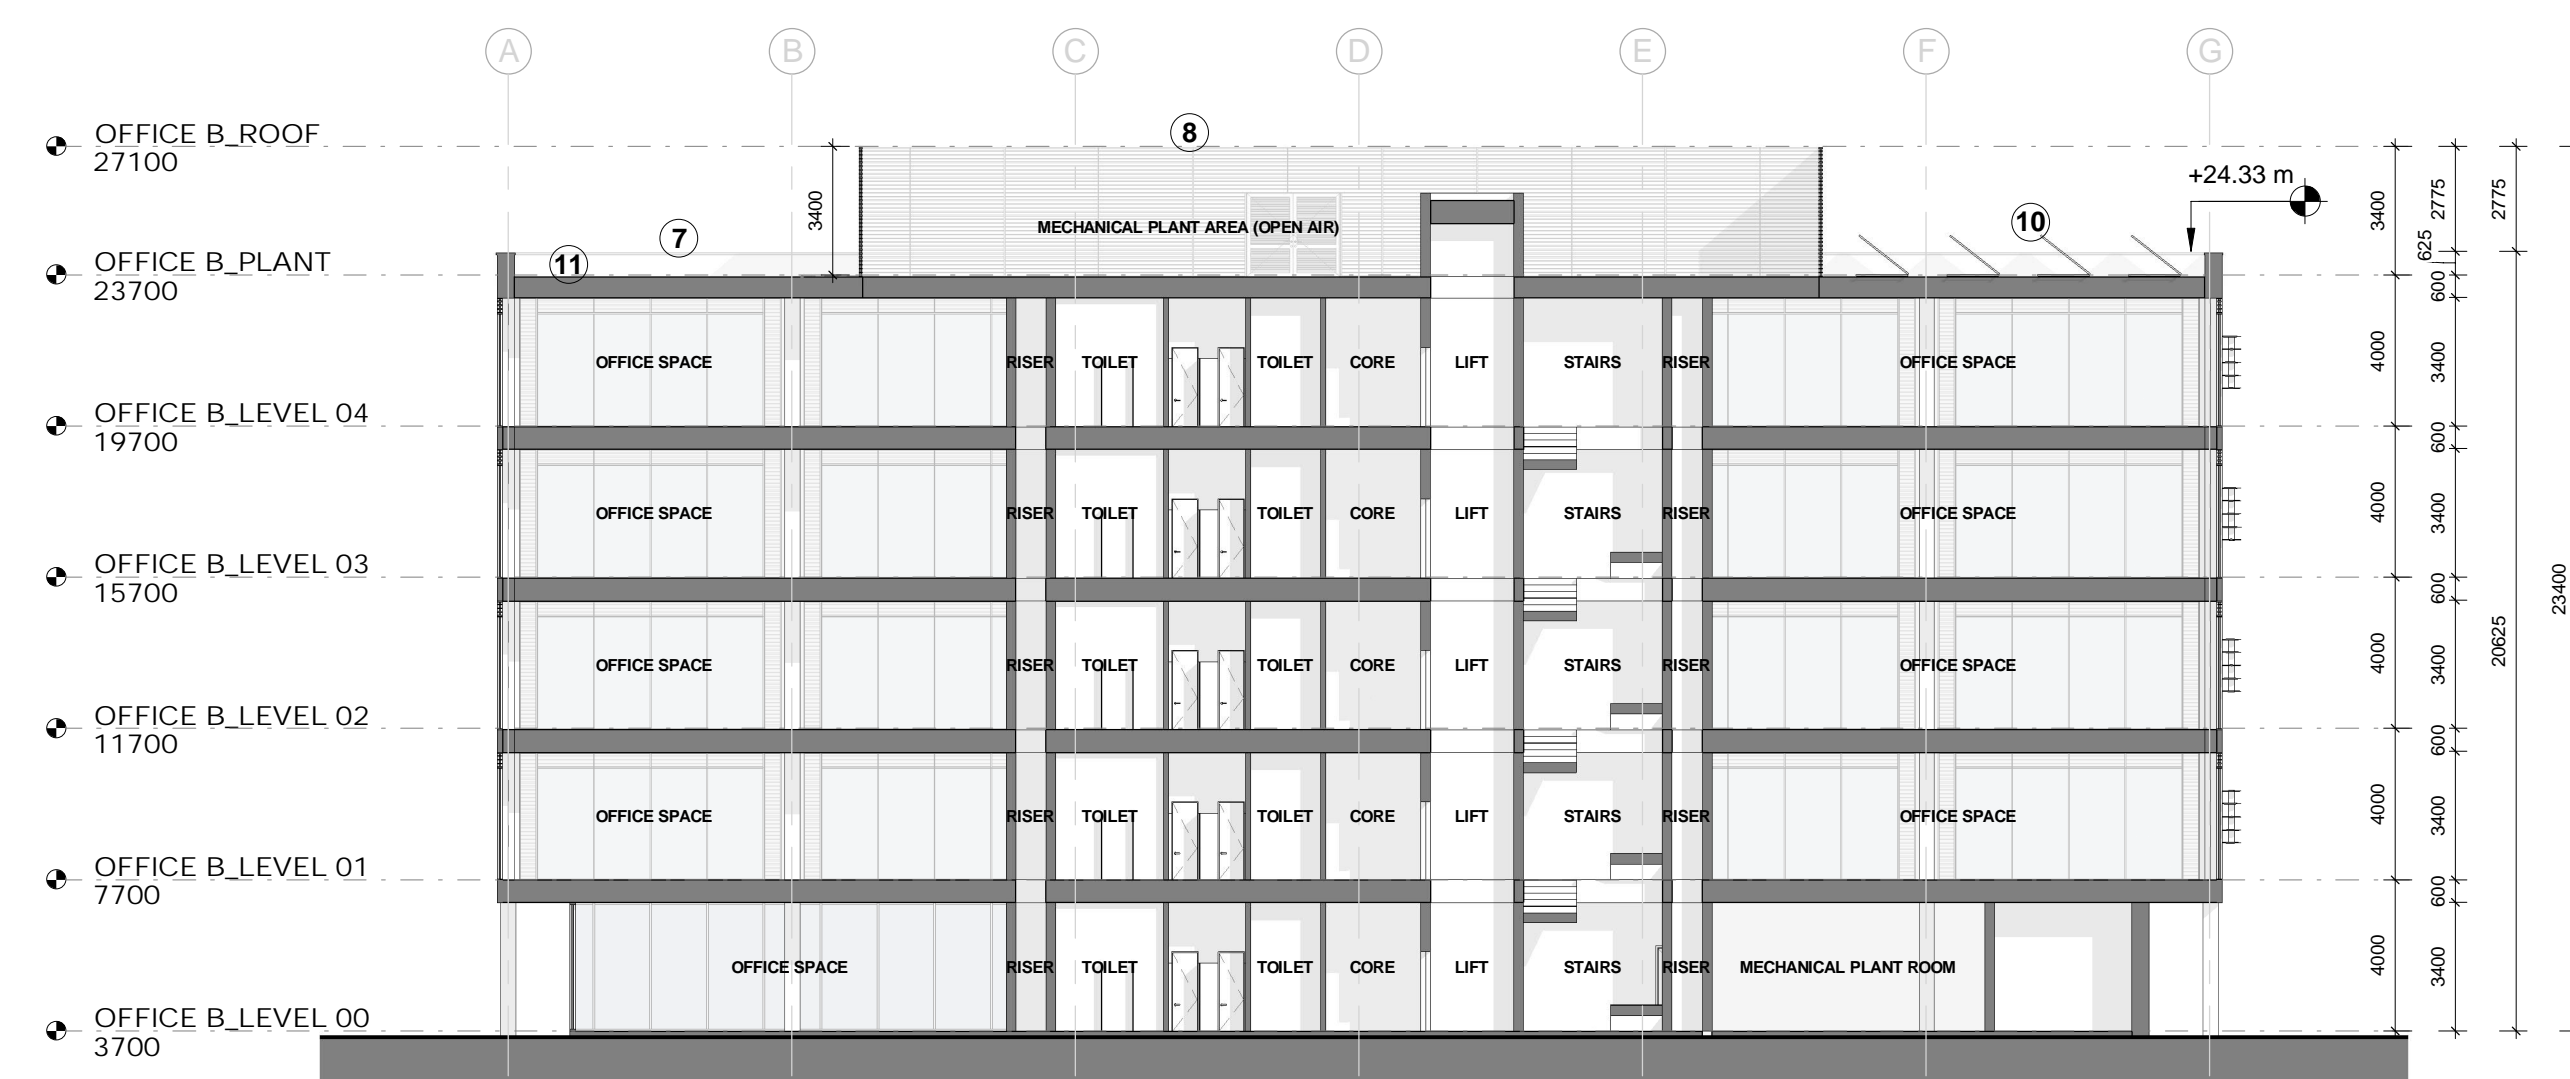 A B C D E F G
OFFICE B_ROOF
27100
8
+24.33 m
3400
3400
2775
2775
7
10
MECHANICAL PLANT AREA (OPEN AIR)
11
625
OFFICE B_PLANT
23700
600
OFFICE SPACE RISER TOILET TOILET CORE LIFT STAIRS RISER OFFICE SPACE
4000
3400
OFFICE B_LEVEL 04
19700
600
OFFICE SPACE RISER TOILET TOILET CORE LIFT STAIRS RISER OFFICE SPACE
4000
3400
OFFICE B_LEVEL 03
15700
600
23400
20625
OFFICE SPACE RISER TOILET TOILET CORE LIFT STAIRS RISER OFFICE SPACE
4000
3400
OFFICE B_LEVEL 02
11700
600
OFFICE SPACE RISER TOILET TOILET CORE LIFT STAIRS RISER OFFICE SPACE
4000
3400
OFFICE B_LEVEL 01
7700
600
OFFICE SPACE RISER TOILET TOILET CORE LIFT STAIRS RISER MECHANICAL PLANT ROOM
4000
3400
OFFICE B_LEVEL 00
3700